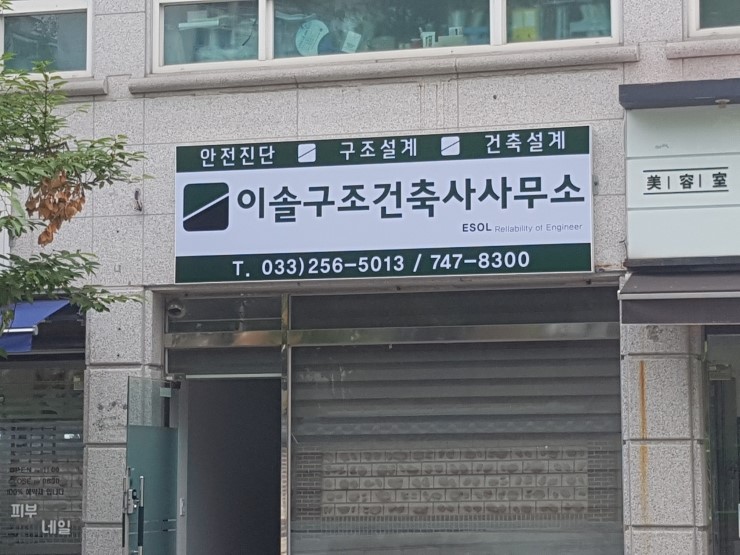 안전진단 구조설계 건축설계
이솔구조건축사사무소
ESOL Reliability of Engineer
T. 033)256-5013 / 747-8300
美 | 容 | 室
피부
네일